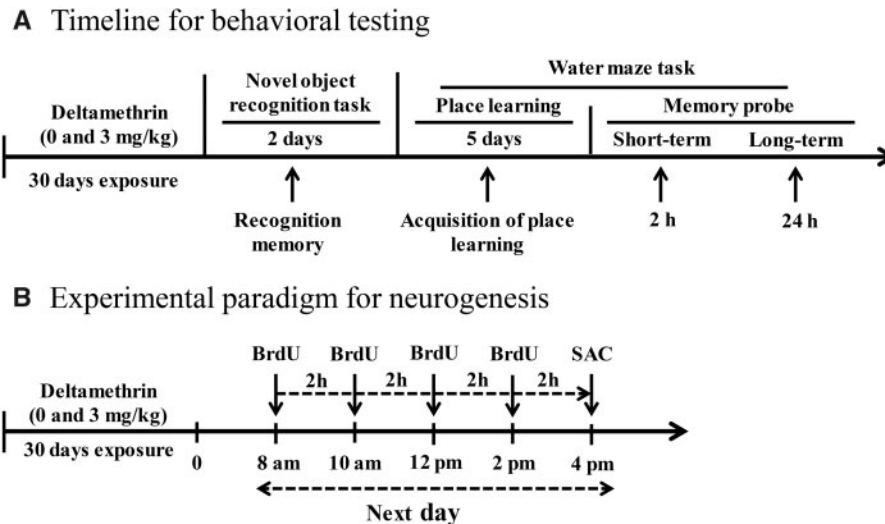 A Timeline for behavioral testing
Water maze task
Novel object
recognition task
Place learning
Memory probe
Deltamethrin
(0 and 3 mg/kg)
2 days
5 days
Short-term
Long-term
30 days exposure
Recognition
memory
Acquisition of place
learning
2 h
24 h
B Experimental paradigm for neurogenesis
BrdU BrdU BrdU BrdU SAC
2h 2h 2h 2h
Deltamethrin
(0 and 3 mg/kg)
30 days exposure
0 8 am 10 am 12 pm 2 pm 4 pm
Next day